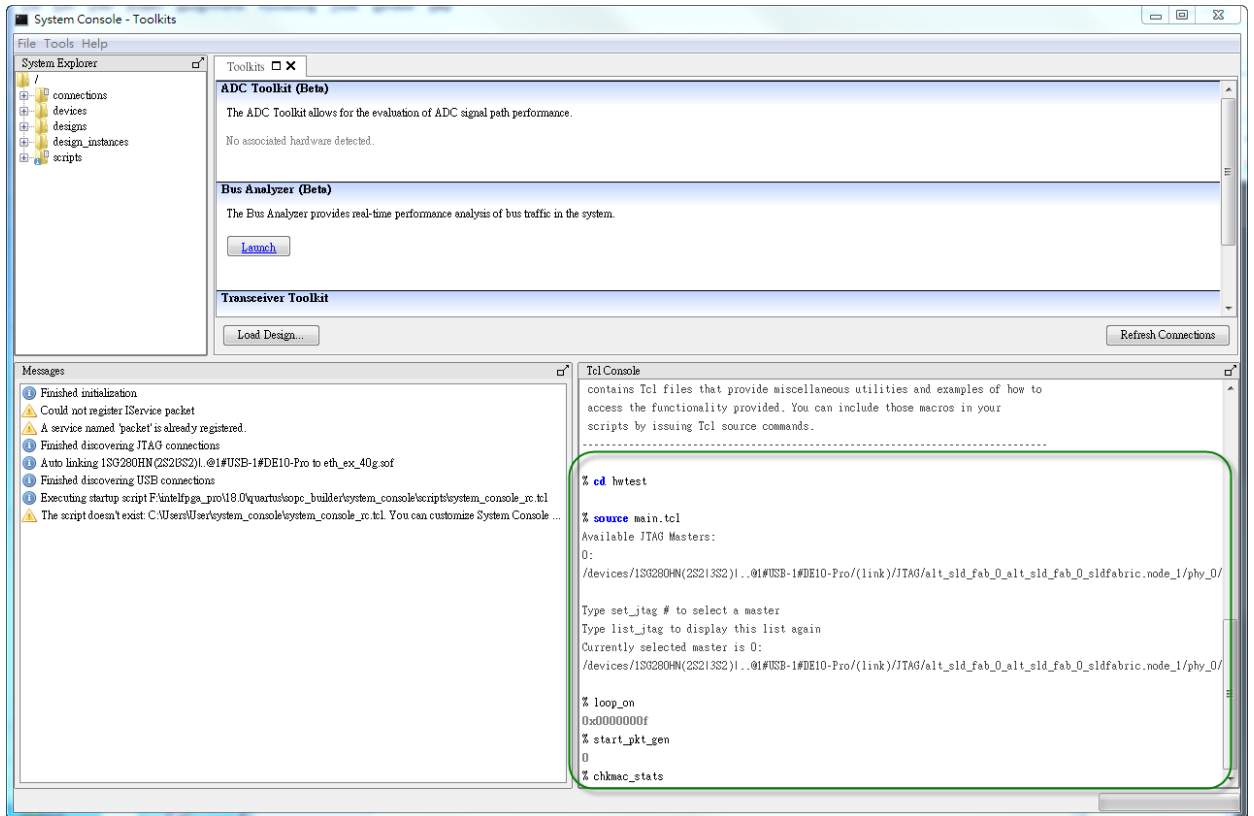 System Console - Toolkits
File Tools Help
System Explorer
/
connections
devices
designs
design_instances
scripts
Toolkits
ADC Toolkit (Beta)
The ADC Toolkit allows for the evaluation of ADC signal path performance.
No associated hardware detected.
Bus Analyzer (Beta)
The Bus Analyzer provides real-time performance analysis of bus traffic in the system.
Launch
Transceiver Toolkit
Load Design...
Refresh Connections
Messages
Finished initialization
Could not register IService packet
A service named 'packet' is already registered.
Finished discovering JTAG connections
Auto linking 1SG280HN(2S2|3S2)|..@1#USB-1#DE10-Pro to eth_ex_40g.sof
Finished discovering USB connections
Executing startup script F:\intelfpga_pro\18.0\quartus\sopc_builder\system_console\scripts\system_console_rc.tcl
The script doesn't exist: C:\Users\User\system_console\system_console_rc.tcl. You can customize System Console ...
Tcl Console
contains Tcl files that provide miscellaneous utilities and examples of how to
access the functionality provided. You can include those macros in your
scripts by issuing Tcl source commands.
-----------------------------------------------------------------------
% cd hwtest
% source main.tcl
Available JTAG Masters:
0:
/devices/1SG280HN(2S2|3S2)|..@1#USB-1#DE10-Pro/(link)/JTAG/alt_sld_fab_0_alt_sld_fab_0_sldfabric.node_1/phy_0/
Type set_jtag # to select a master
Type list_jtag to display this list again
Currently selected master is 0:
/devices/1SG280HN(2S2|3S2)|..@1#USB-1#DE10-Pro/(link)/JTAG/alt_sld_fab_0_alt_sld_fab_0_sldfabric.node_1/phy_0/
% loop_on
0x0000000f
% start_pkt_gen
0
% chkmac_stats